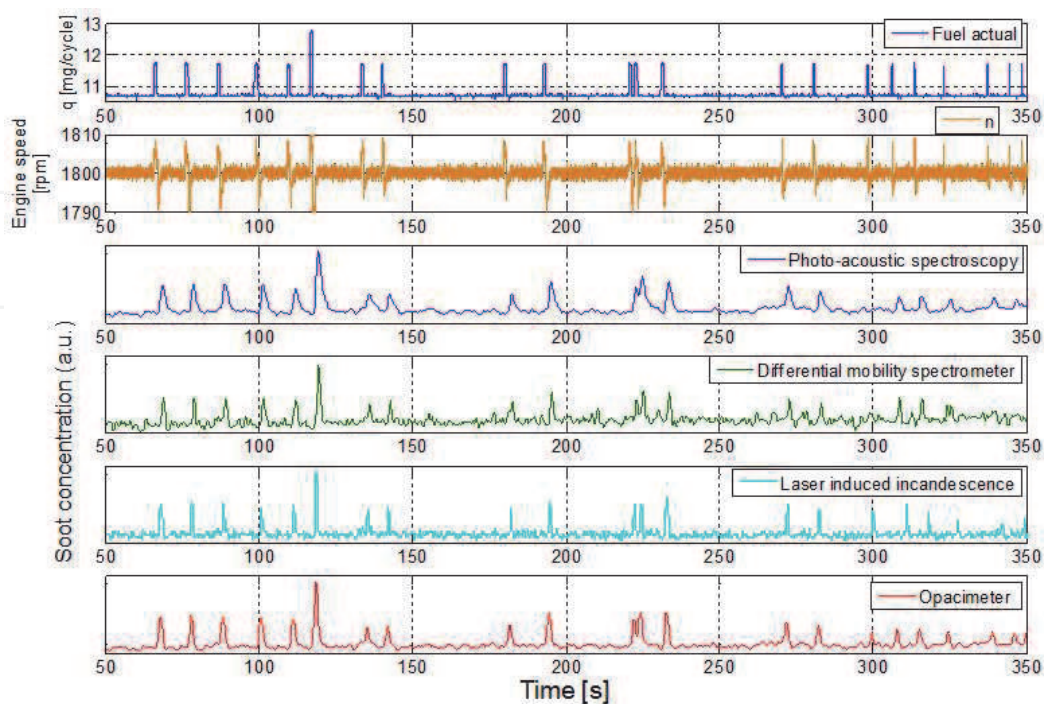 q [mg/cycle]
13
12
11
Fuel actual
50 100 150 200 250 300 350
Engine speed
[rpm]
1810
1800
1790
n
50 100 150 200 250 300 350
Soot concentration (a.u.)
Photo-acoustic spectroscopy
50 100 150 200 250 300 350
Differential mobility spectrometer
50 100 150 200 250 300 350
Laser induced incandescence
50 100 150 200 250 300 350
Opacimeter
50 100 150 200 250 300 350
Time [s]